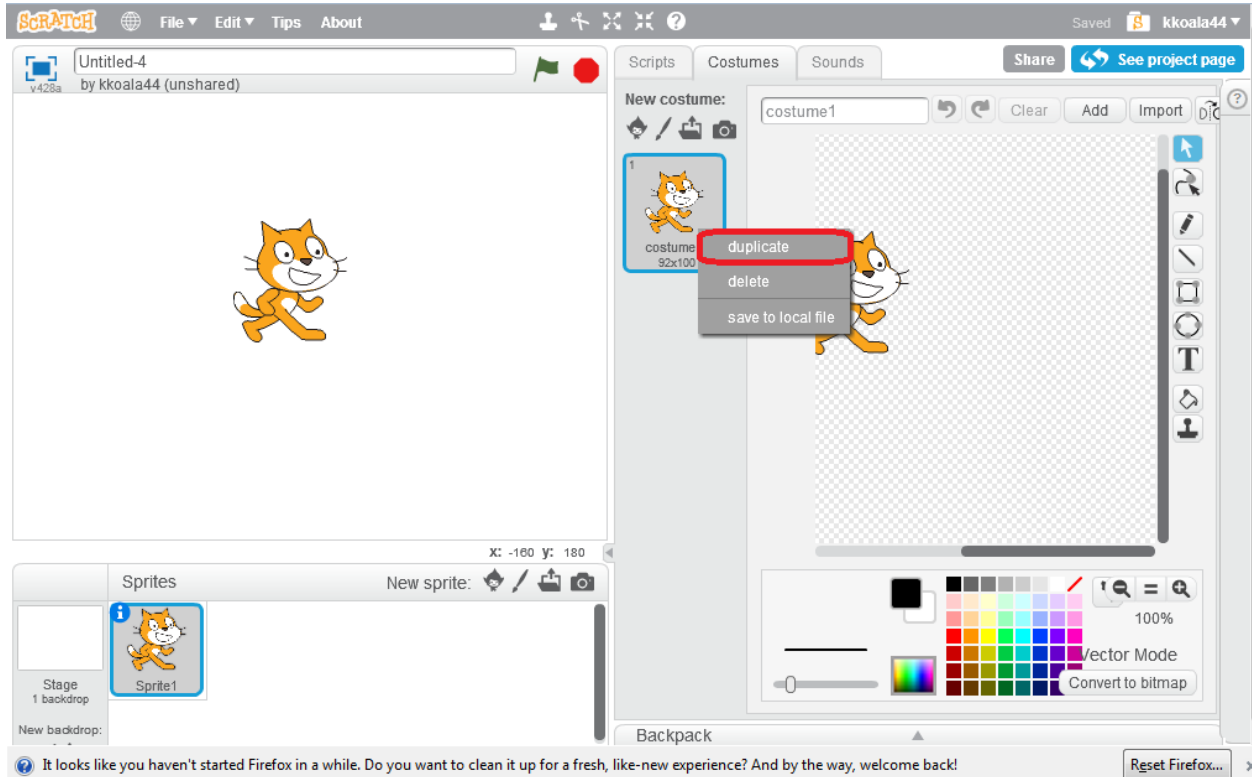 SCRATCH File Edit Tips About Saved kkoala44
Untitled-4
v428a by kkoala44 (unshared)
Scripts Costumes Sounds Share See project page
New costume:
costume1 Clear Add Import
1
costume
92x100
duplicate
delete
save to local file
T
X: -160 y: 180
Sprites New sprite:
Stage
1 backdrop
Sprite1
New backdrop:
100%
Vector Mode
Convert to bitmap
Backpack
It looks like you haven't started Firefox in a while. Do you want to clean it up for a fresh, like-new experience? And by the way, welcome back! Reset Firefox... x